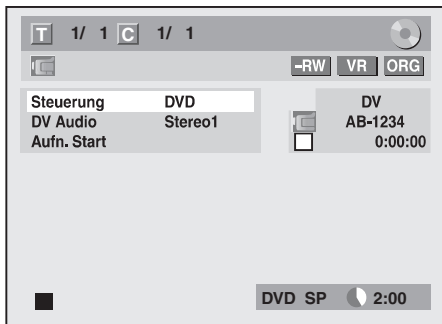 T 1/ 1 C 1/ 1
-RW VR ORG
Steuerung DVD
DV Audio Stereo1
Aufn. Start
DV
AB-1234
0:00:00
DVD SP 2:00